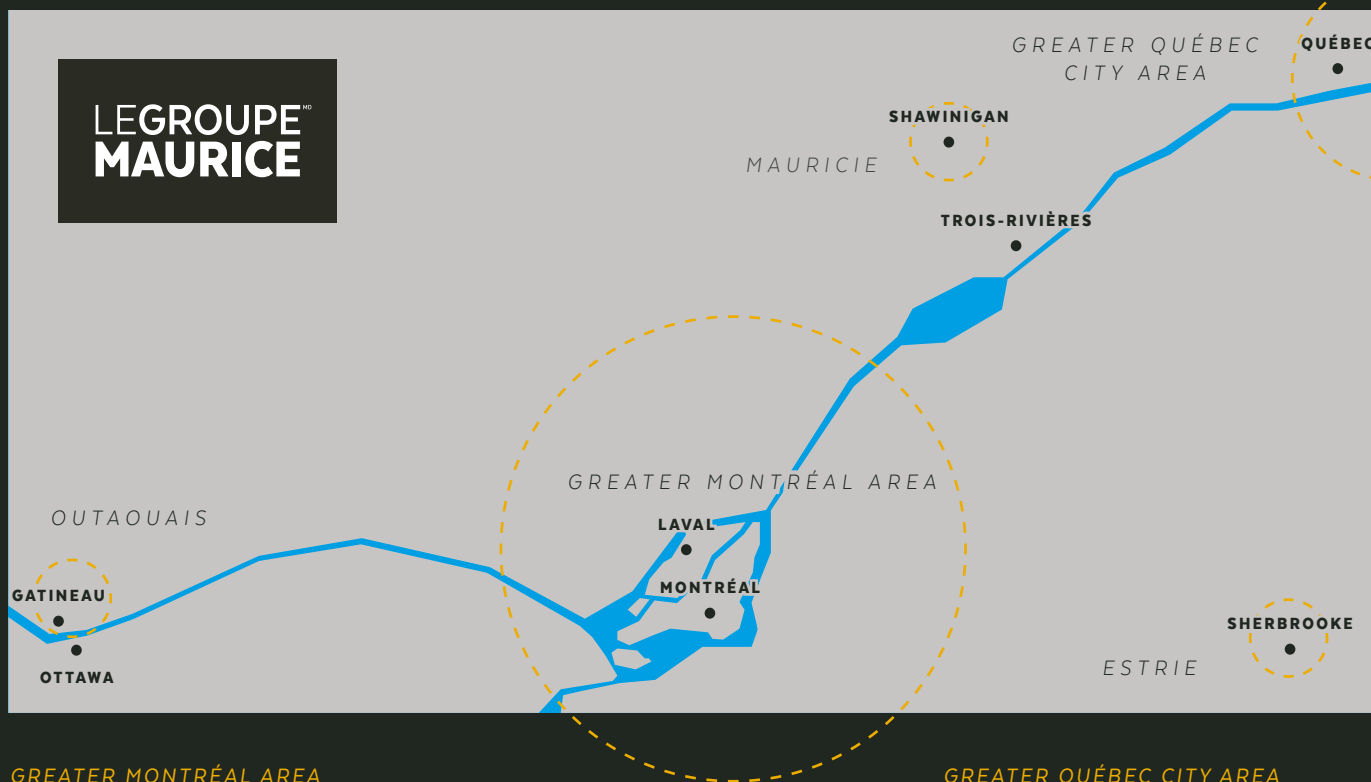 GREATER QUÉBEC
CITY AREA
QUÉBEC
LEGROUPE MD
MAURICE
SHAWINIGAN
MAURICIE
TROIS-RIVIÈRES
GREATER MONTRÉAL AREA
OUTAOUAIS
LAVAL
MONTRÉAL
GATINEAU
OTTAWA
SHERBROOKE
ESTRIE
GREATER MONTRÉAL AREA
GREATER QUÉBEC CITY AREA